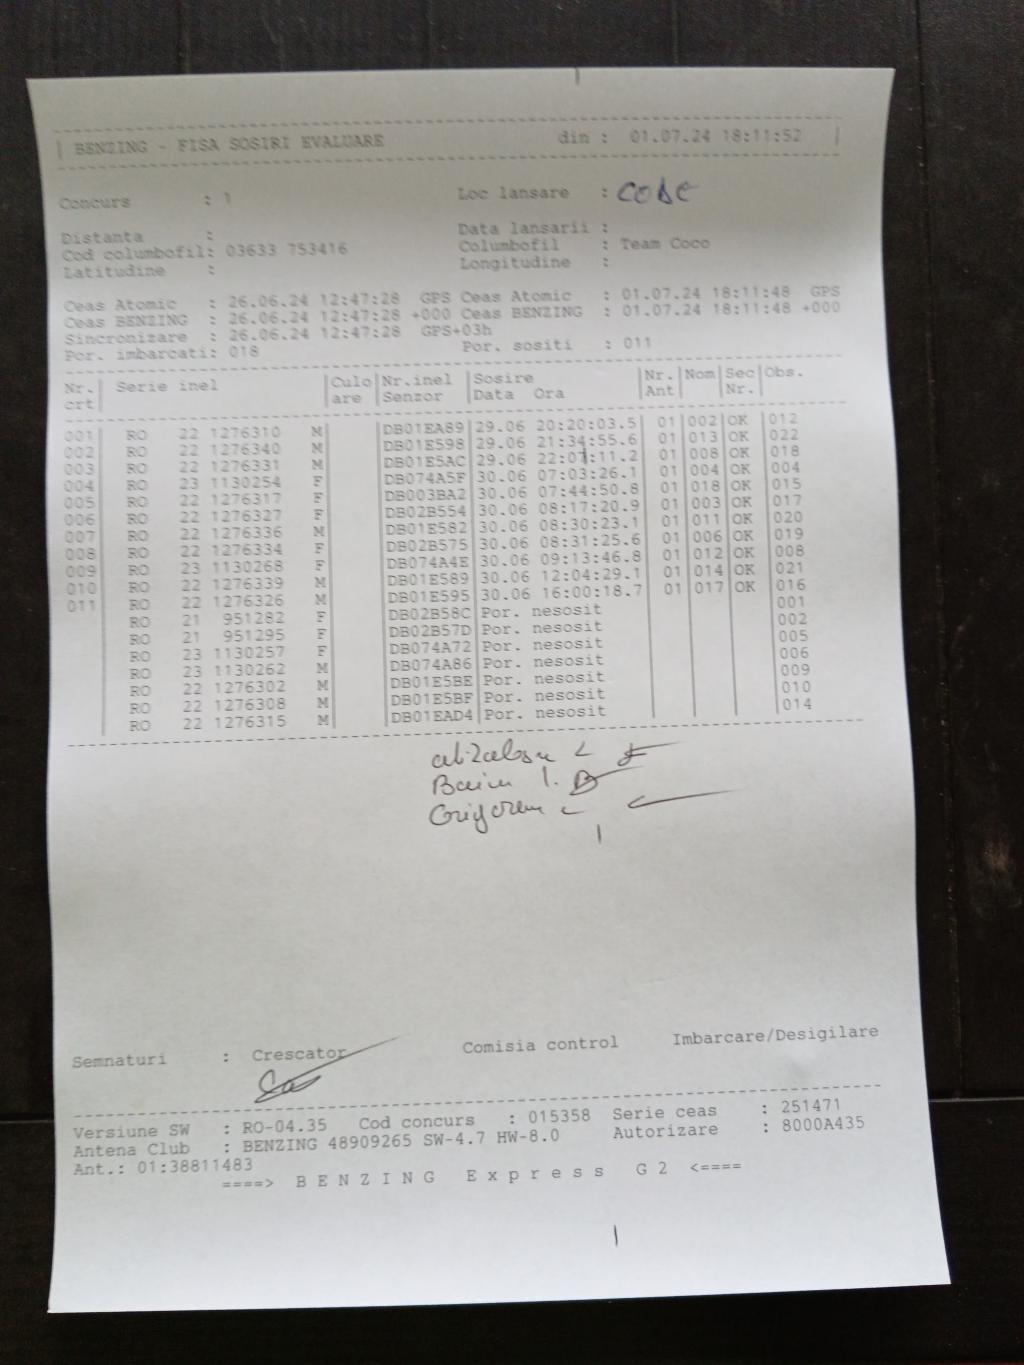 BENZING - FISA SOSIRI EVALUARE din : 01.07.24 18:11:52
Concurs : 1 Loc lansare : CODE
Distanta : Data lansarii :
Cod columbofil: 03633 753416 Columbofil : Team Coco
Latitudine : Longitudine :
Ceas Atomic : 26.06.24 12:47:28 GPS Ceas Atomic : 01.07.24 18:11:48 GPS
Ceas BENZING : 26.06.24 12:47:28 +000 Ceas BENZING : 01.07.24 18:11:48 +000
Sincronizare : 26.06.24 12:47:28 GPS+03h
Por. imbarcati: 018 Por. sositi : 011
Nr. Serie inel Culo Nr.inel Sosire Nr. Nom Sec Obs.
crt are Senzor Data Ora Ant Nr.
001 RO 22 1276310 M DB01EA89 29.06 20:20:03.5 01 002 OK 012
002 RO 22 1276340 M DB01E598 29.06 21:34:55.6 01 013 OK 022
003 RO 22 1276331 M DB01E5AC 29.06 22:07:11.2 01 008 OK 018
004 RO 23 1130254 F DB074A5F 30.06 07:03:26.1 01 004 OK 004
005 RO 22 1276317 F DB003BA2 30.06 07:44:50.8 01 018 OK 015
006 RO 22 1276327 F DB02B554 30.06 08:17:20.9 01 003 OK 017
007 RO 22 1276336 M DB01E582 30.06 08:30:23.1 01 011 OK 020
008 RO 22 1276334 F DB02B575 30.06 08:31:25.6 01 006 OK 019
009 RO 23 1130268 F DB074A4E 30.06 09:13:46.8 01 012 OK 008
010 RO 22 1276339 M DB01E589 30.06 12:04:29.1 01 014 OK 021
011 RO 22 1276326 M DB01E595 30.06 16:00:18.7 01 017 OK 016
RO 21 951282 F DB02B58C Por. nesosit 001
RO 21 951295 F DB02B57D Por. nesosit 002
RO 23 1130257 F DB074A72 Por. nesosit 005
RO 23 1130262 M DB074A86 Por. nesosit 006
RO 22 1276302 M DB01E5BE Por. nesosit 009
RO 22 1276308 M DB01E5BF Por. nesosit 010
RO 22 1276315 M DB01EAD4 Por. nesosit 014
Semnaturi : Crescator Comisia control Imbarcare/Desigilare
Versiune SW : RO-04.35 Cod concurs : 015358 Serie ceas : 251471
Antena Club : BENZING 48909265 SW-4.7 HW-8.0 Autorizare : 8000A435
Ant.: 01:38811483
====> BENZING Express G2 <====